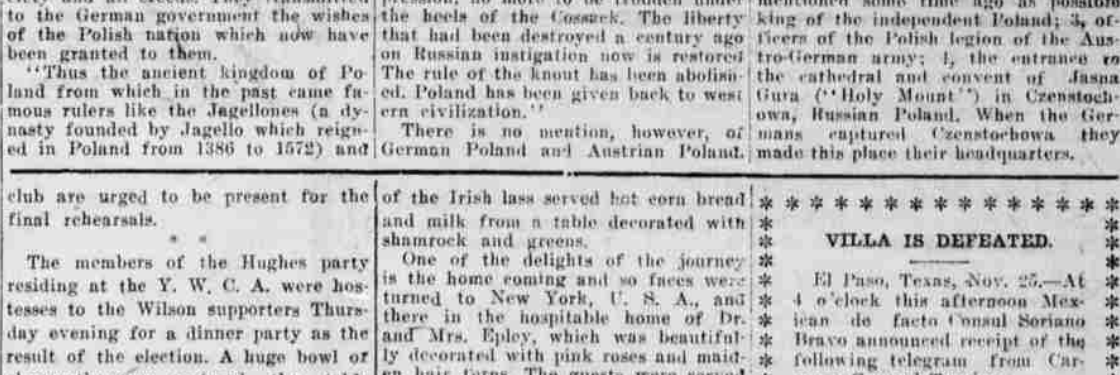 to the German government the wishes
of the Polish nation which now have
been granted to them.
"Thus the ancient kingdom of Po-
land from which in the past came fa-
mous rulers like the Jagellones (a dy-
nasty founded by Jagello which reign-
ed in Poland from 1386 to 1572) and
the heels of the Cossack. The liberty
that had been destroyed a century ago
on Russian instigation now is restored
The rule of the knout has been abolish-
ed. Poland has been given back to west
ern civilization."
There is no mention, however, of
German Poland and Austrian Poland.
mentioned some time ago as possible
king of the independent Poland; 3, of-
ficers of the Polish legion of the Aus-
tro-German army; 4, the entrance to
the cathedral and convent of Jasno
Gura ("Holy Mount") in Czenstoch-
owa, Russian Poland. When the Ger-
mans captured Czenstochowa they
made this place their headquarters.
club are urged to be present for the
final rehearsals.
* *
The members of the Hughes party
residing at the Y. W. C. A. were hos-
tesses to the Wilson supporters Thurs-
day evening for a dinner party as the
result of the election. A huge bowl of
of the Irish lass served hot corn bread
and milk from a table decorated with
shamrock and greens.
One of the delights of the journey
is the home coming and so faces were
turned to New York, U. S. A., and
there in the hospitable home of Dr.
and Mrs. Epley, which was beautiful-
ly decorated with pink roses and maid-
en hair ferns. The guests were served
* * * * * * * * * * * * * * * *
VILLA IS DEFEATED.
El Paso, Texas, Nov. 25.—At
4 o'clock this afternoon Mex-
ican de facto Consul Soriano
Bravo announced receipt of the
following telegram from Car-